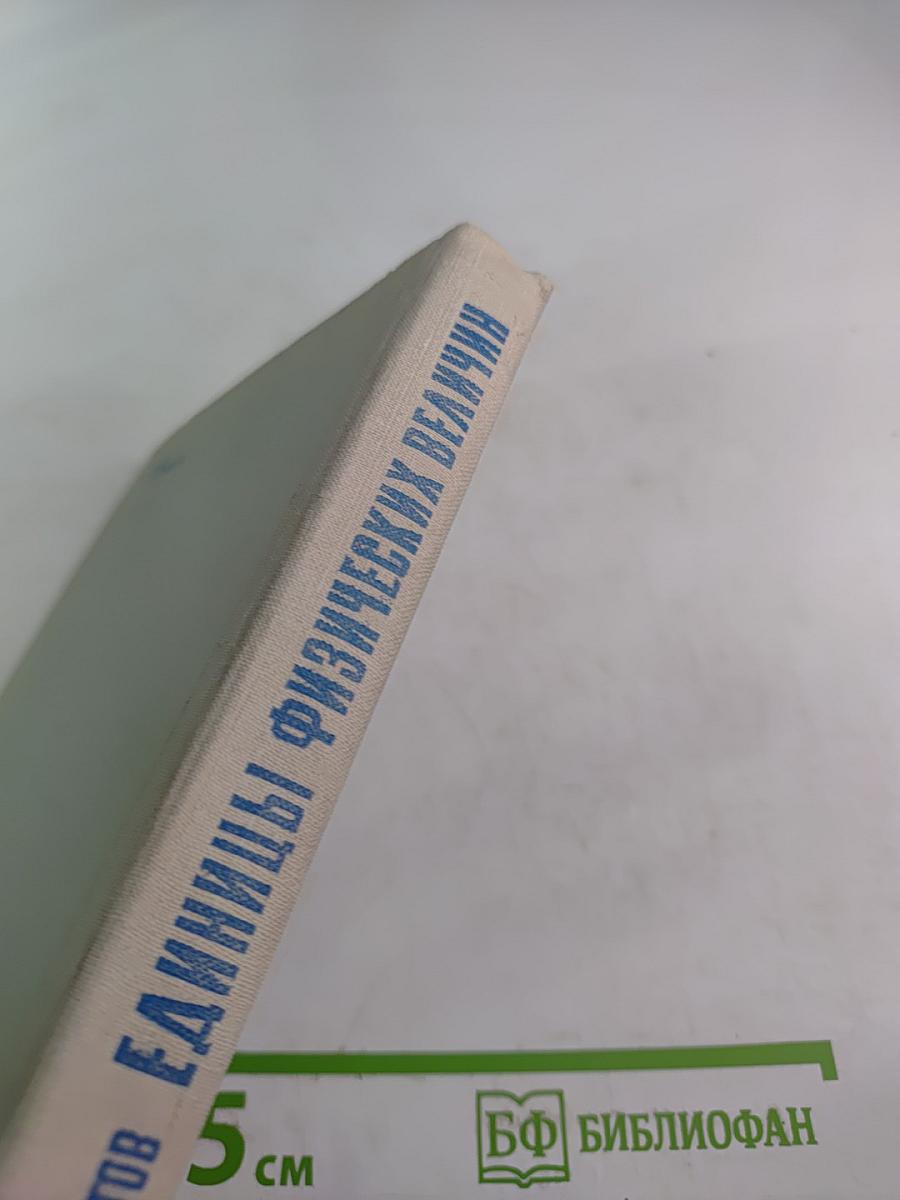 ТОВ ЕДИНИЦЫ ФИЗИЧЕСКИХ ВЕЛИЧИН
5 см
БФ БИБЛИОФАН